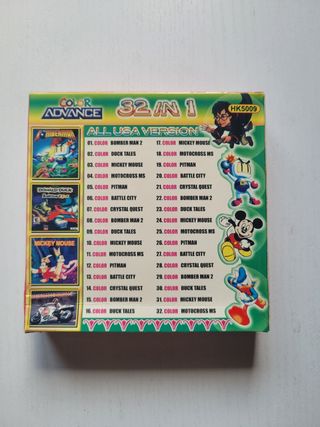 COLOR
ADVANCE
32 IN 1
HK5009
ALL USA VERSION
01. COLOR BOMBER MAN 2
02. COLOR DUCK TALES
03. COLOR MICKEY MOUSE
04. COLOR MOTOCROSS MS
05. COLOR PITMAN
06. COLOR BATTLE CITY
07. COLOR CRYSTAL QUEST
08. COLOR BOMBER MAN 2
09. COLOR DUCK TALES
10. COLOR MICKEY MOUSE
11. COLOR MOTOCROSS MS
12. COLOR PITMAN
13. COLOR BATTLE CITY
14. COLOR CRYSTAL QUEST
15. COLOR BOMBER MAN 2
16. COLOR DUCK TALES
17. COLOR MICKEY MOUSE
18. COLOR MOTOCROSS MS
19. COLOR PITMAN
20. COLOR BATTLE CITY
21. COLOR CRYSTAL QUEST
22. COLOR BOMBER MAN 2
23. COLOR DUCK TALES
24. COLOR MICKEY MOUSE
25. COLOR MOTOCROSS MS
26. COLOR PITMAN
27. COLOR BATTLE CITY
28. COLOR CRYSTAL QUEST
29. COLOR BOMBER MAN 2
30. COLOR DUCK TALES
31. COLOR MICKEY MOUSE
32. COLOR MOTOCROSS MS
MICKEY MOUSE